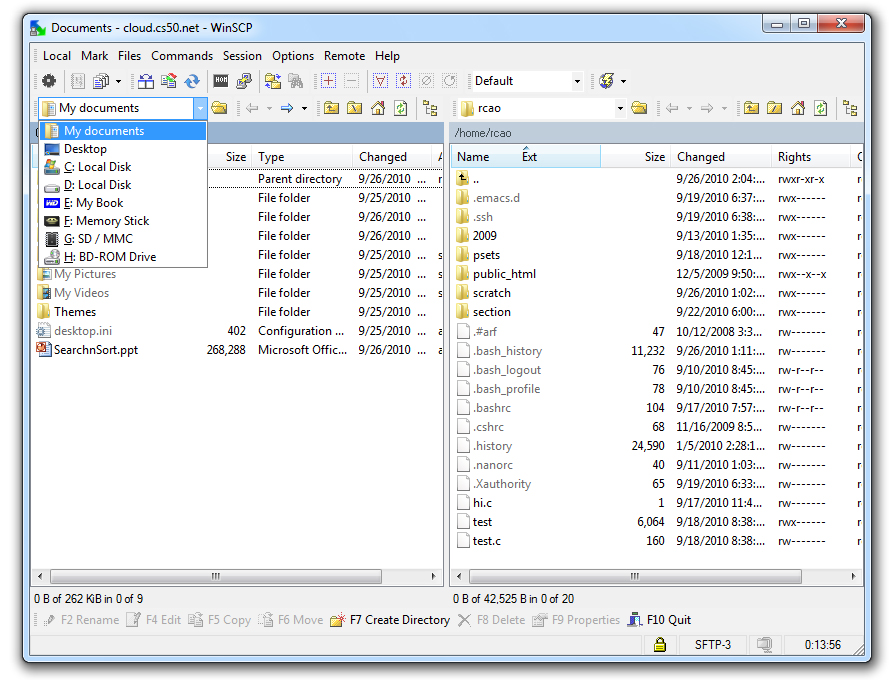 Documents - cloud.cs50.net - WinSCP
Local Mark Files Commands Session Options Remote Help
Default
My documents
rcao
My documents
Desktop
C: Local Disk
D: Local Disk
E: My Book
F: Memory Stick
G: SD / MMC
H: BD-ROM Drive
Size Type Changed
Parent directory 9/26/2010 ...
File folder 9/25/2010 ...
File folder 9/26/2010 ...
File folder 9/26/2010 ...
File folder 9/25/2010 ... s
My Pictures File folder 9/25/2010 ... s
My Videos File folder 9/25/2010 ... s
Themes File folder 9/25/2010 ...
desktop.ini 402 Configuration ... 9/25/2010 ... a
SearchnSort.ppt 268,288 Microsoft Offic... 9/26/2010 ... a
0 B of 262 KiB in 0 of 9
/home/rcao
Name Ext Size Changed Rights
.. 9/26/2010 2:04:... rwxr-xr-x r
.emacs.d 9/19/2010 6:37:... rwx------ r
.ssh 9/19/2010 6:38:... rwx------ r
2009 9/13/2010 1:35:... rwx------ r
psets 9/18/2010 12:1... rwx------ r
public_html 12/5/2009 9:50:... rwx--x--x r
scratch 9/26/2010 1:02:... rwx------ r
section 9/22/2010 6:00:... rwx------ r
.#arf 47 10/12/2008 3:3... rw------- r
.bash_history 11,232 9/26/2010 1:11:... rw------- r
.bash_logout 76 9/10/2010 8:45:... rw-r--r-- r
.bash_profile 78 9/10/2010 8:45:... rw-r--r-- r
.bashrc 104 9/17/2010 7:57:... rw-r--r-- r
.cshrc 68 11/16/2009 8:5... rw------- r
.history 24,590 1/5/2010 2:28:1... rw------- r
.nanorc 40 9/11/2010 1:03:... rw------- r
.Xauthority 65 9/19/2010 6:33:... rw------- r
hi.c 1 9/17/2010 11:4... rw------- r
test 6,064 9/18/2010 8:38:... rwx------ r
test.c 160 9/18/2010 8:38:... rw------- r
0 B of 42,525 B in 0 of 20
F2 Rename F4 Edit F5 Copy F6 Move F7 Create Directory F8 Delete F9 Properties F10 Quit
SFTP-3 0:13:56